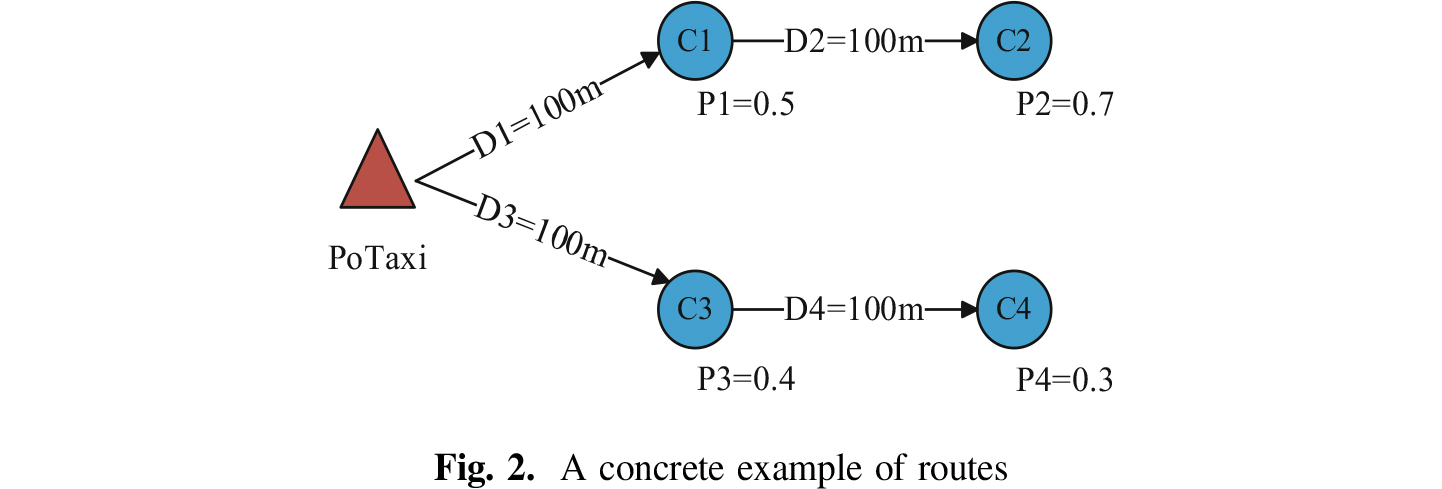 C1
D2=100m
C2
P1=0.5
P2=0.7
D1=100m
PoTaxi
D3=100m
C3
D4=100m
C4
P3=0.4
P4=0.3
Fig. 2. A concrete example of routes